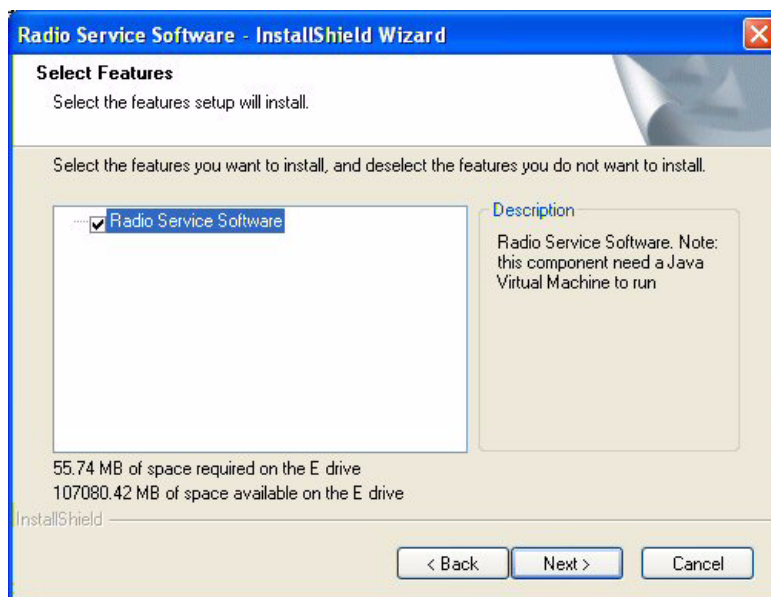 Radio Service Software - InstallShield Wizard
Select Features
Select the features setup will install.
Select the features you want to install, and deselect the features you do not want to install.
Radio Service Software
Description
Radio Service Software. Note:
this component need a Java
Virtual Machine to run
55.74 MB of space required on the E drive
107080.42 MB of space available on the E drive
InstallShield
< Back
Next >
Cancel